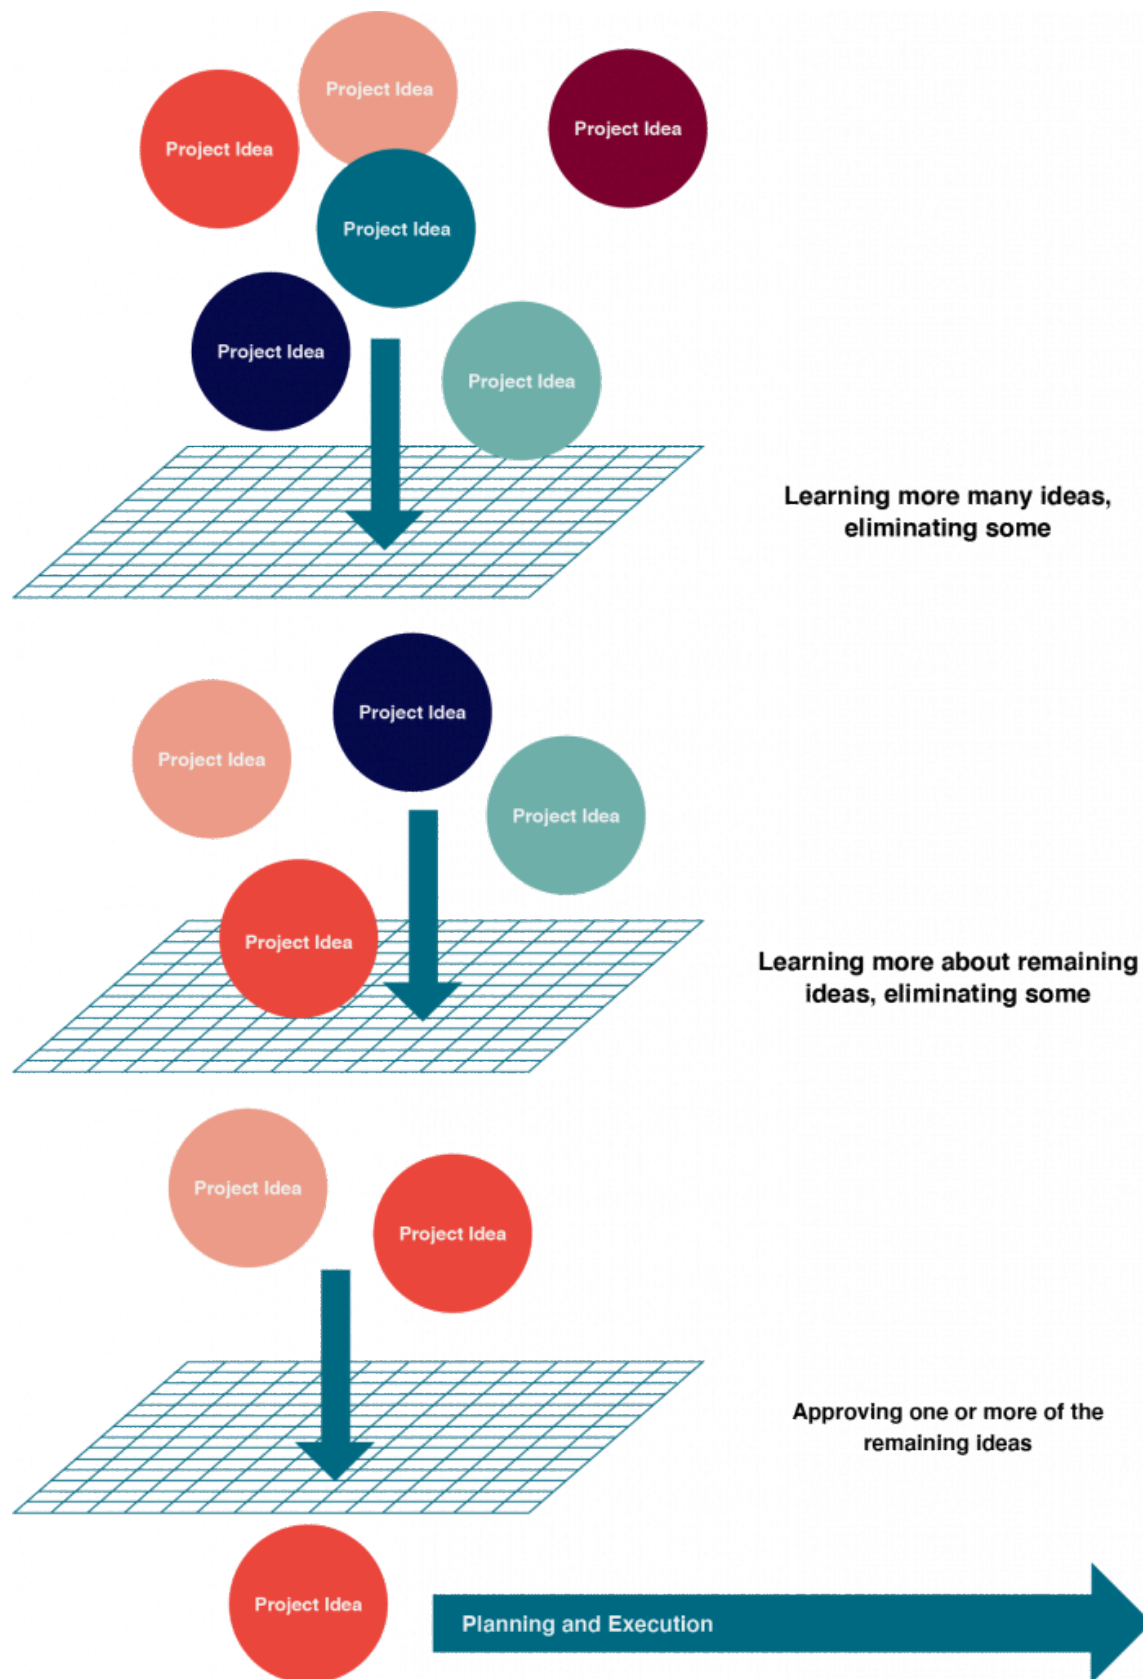 Project Idea
Project Idea
Project Idea
Project Idea
Project Idea
Project Idea
Learning more many ideas,
eliminating some
Project Idea
Project Idea
Project Idea
Project Idea
Learning more about remaining
ideas, eliminating some
Project Idea
Project Idea
Approving one or more of the
remaining ideas
Project Idea
Planning and Execution